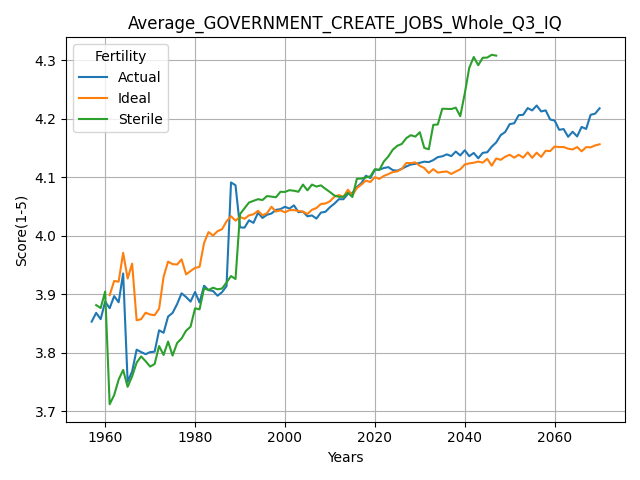 Average_GOVERNMENT_CREATE_JOBS_Whole_Q3_IQ
Fertility
Actual
Ideal
Sterile
Score(1-5)
4.3
4.2
4.1
4.0
3.9
3.8
3.7
1960 1980 2000 2020 2040 2060
Years